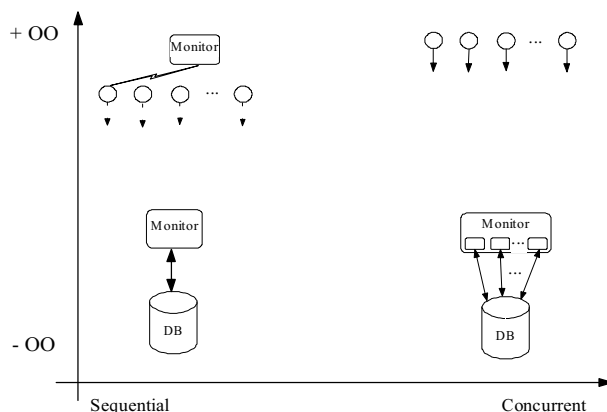 + OO
Monitor
...
...
Monitor
Monitor
...
...
DB
DB
- OO
Sequential
Concurrent